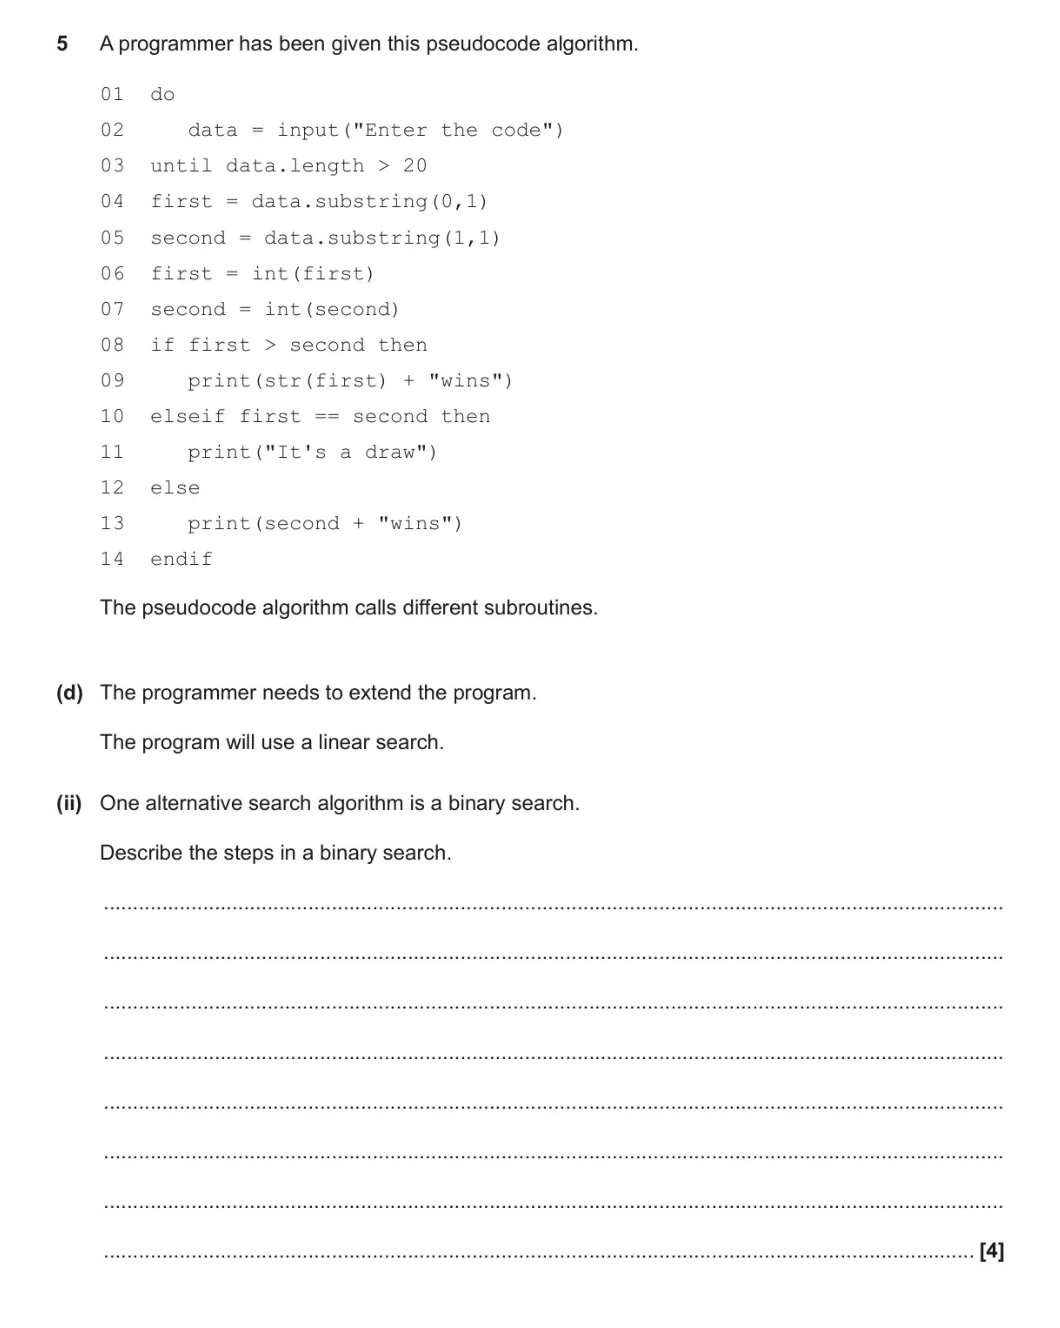 5 A programmer has been given this pseudocode algorithm.
01 do
02 data = input("Enter the code")
03 until data.length > 20
04 first = data.substring(0,1)
05 second = data.substring(1,1)
06 first = int(first)
07 second = int(second)
08 if first > second then
09 print(str(first) + "wins")
10 elseif first == second then
11 print("It's a draw")
12 else
13 print(second + "wins")
14 endif
The pseudocode algorithm calls different subroutines.
(d) The programmer needs to extend the program.
The program will use a linear search.
(ii) One alternative search algorithm is a binary search.
Describe the steps in a binary search.
[4]